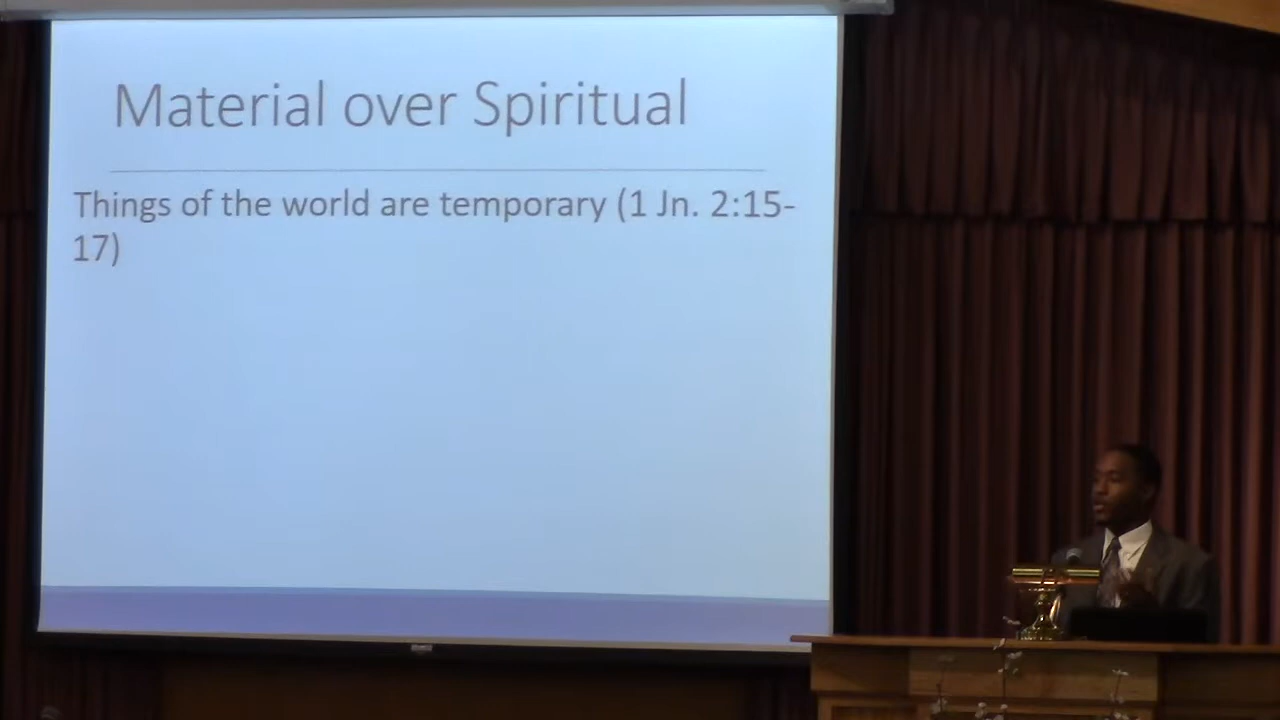 Material over Spiritual
Things of the world are temporary (1 Jn. 2:15-
17)